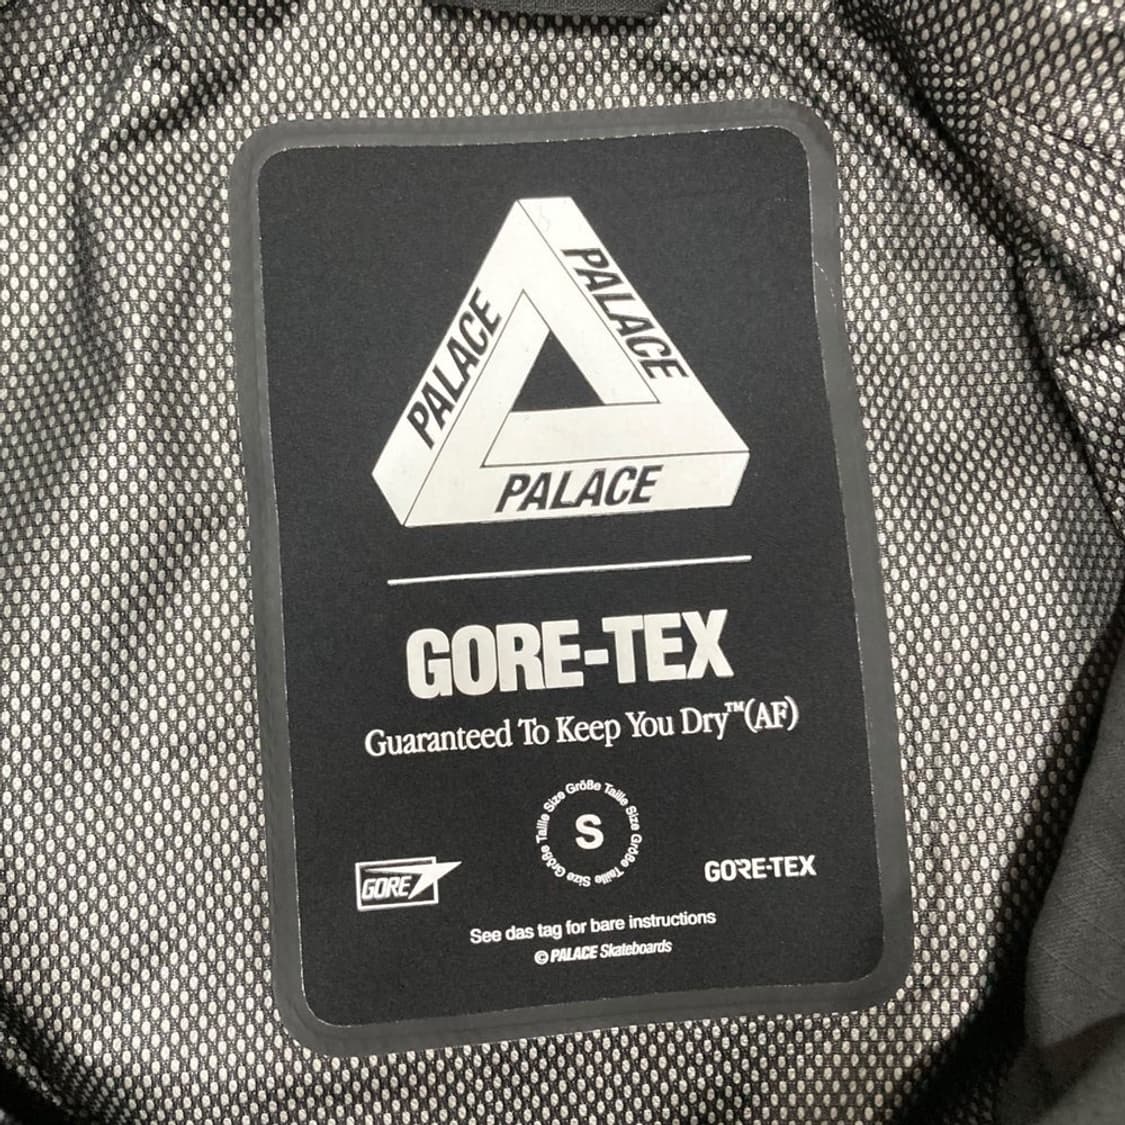 PALACE
PALACE
PALACE
GORE-TEX
Guaranteed To Keep You Dry™(AF)
Size Größe Taille Size Größe Taille Size Größe Taille
S
GORE
GORE-TEX
See das tag for bare instructions
© PALACE Skateboards